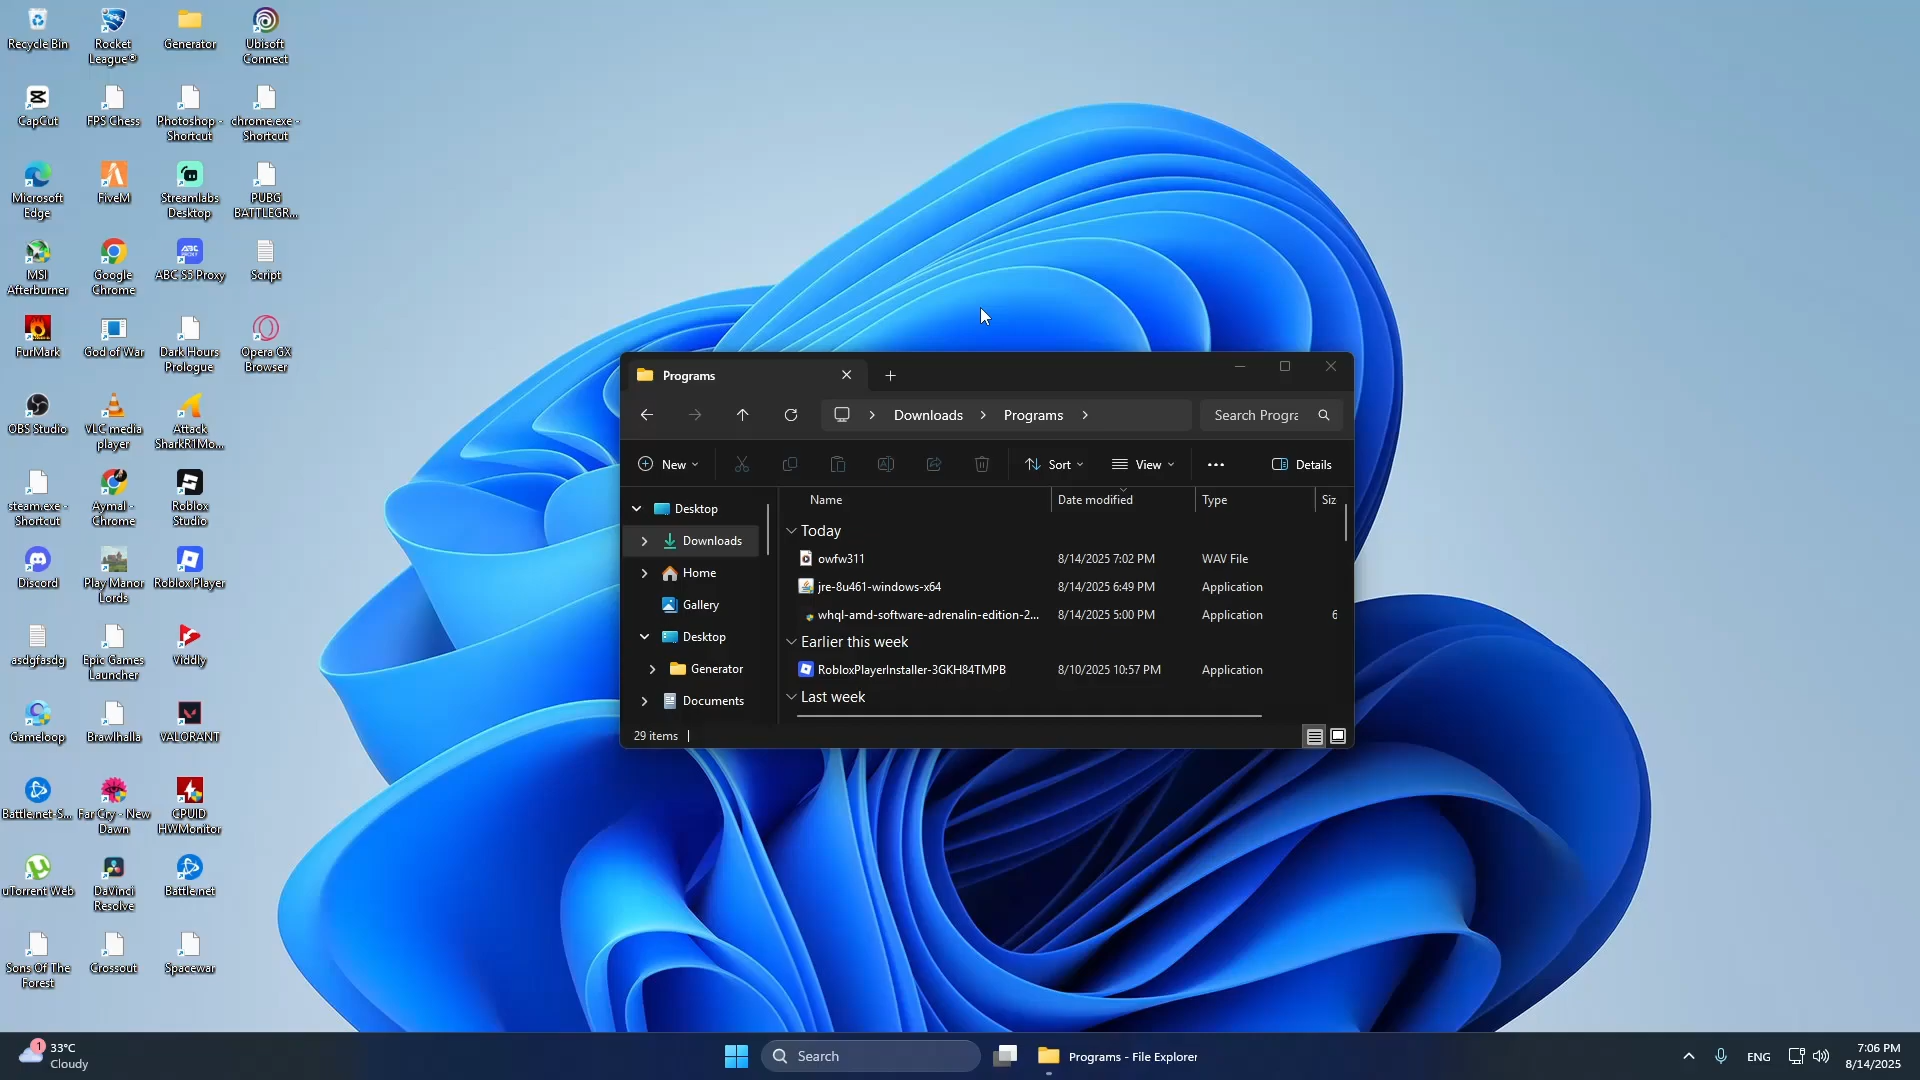 Recycle Bin
Rocket
League®
Generator
Ubisoft
Connect
CapCut
FPS Chess
Photoshop -
Shortcut
chrome.exe -
Shortcut
Microsoft
Edge
FiveM
Streamlabs
Desktop
PUBG
BATTLEGR...
MSI
Afterburner
Google
Chrome
ABC
PROXY
ABC S5 Proxy
Script
FurMark
God of War
Dark Hours
Prologue
Opera GX
Browser
OBS Studio
VLC media
player
Attack
SharkR1Mo...
steam.exe -
Shortcut
Aymal -
Chrome
Roblox
Studio
Discord
Play Manor
Lords
Roblox Player
asdgfasdg
Epic Games
Launcher
Viddly
Gameloop
Brawlhalla
VALORANT
Battle.net-S...
Far Cry - New
Dawn
CPUID
HWMonitor
uTorrent Web
DaVinci
Resolve
Battle.net
Sons Of The
Forest
Crossout
Spacewar
Programs
Downloads
Programs
Search Progra
New
Sort
View
Details
Desktop
Downloads
Home
Gallery
Desktop
Generator
Documents
Name
Date modified
Type
Siz
Today
owfw311
8/14/2025 7:02 PM
WAV File
jre-8u461-windows-x64
8/14/2025 6:49 PM
Application
whql-amd-software-adrenalin-edition-2...
8/14/2025 5:00 PM
Application
6
Earlier this week
RobloxPlayerInstaller-3GKH84TMPB
8/10/2025 10:57 PM
Application
Last week
29 items
1
33°C
Cloudy
Search
Programs - File Explorer
ENG
7:06 PM
8/14/2025